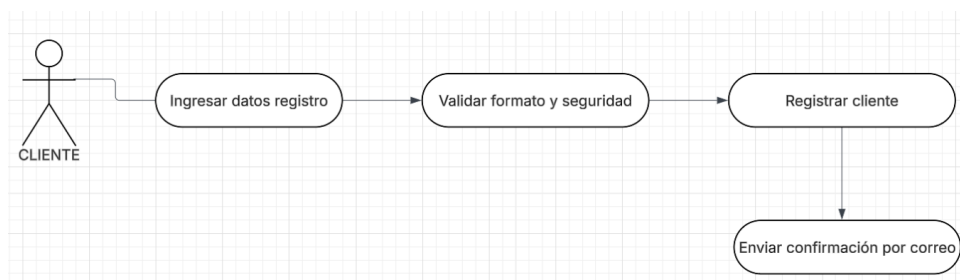 Ingresar datos registro
Validar formato y seguridad
Registrar cliente
CLIENTE
Enviar confirmación por correo